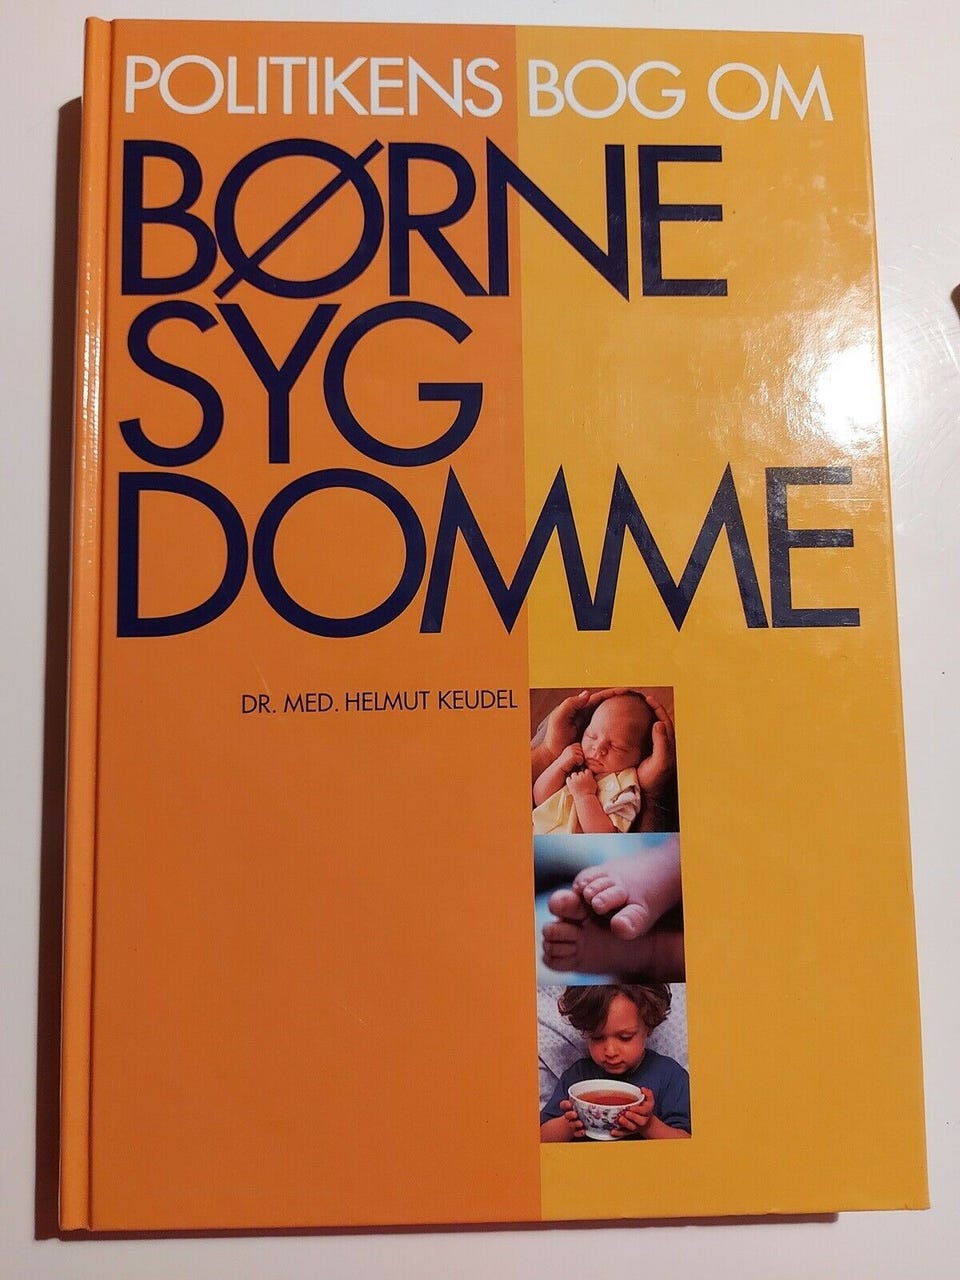 POLITIKENS BOG OM
BØRNE
SYG
DOMME
DR. MED. HELMUT KEUDEL